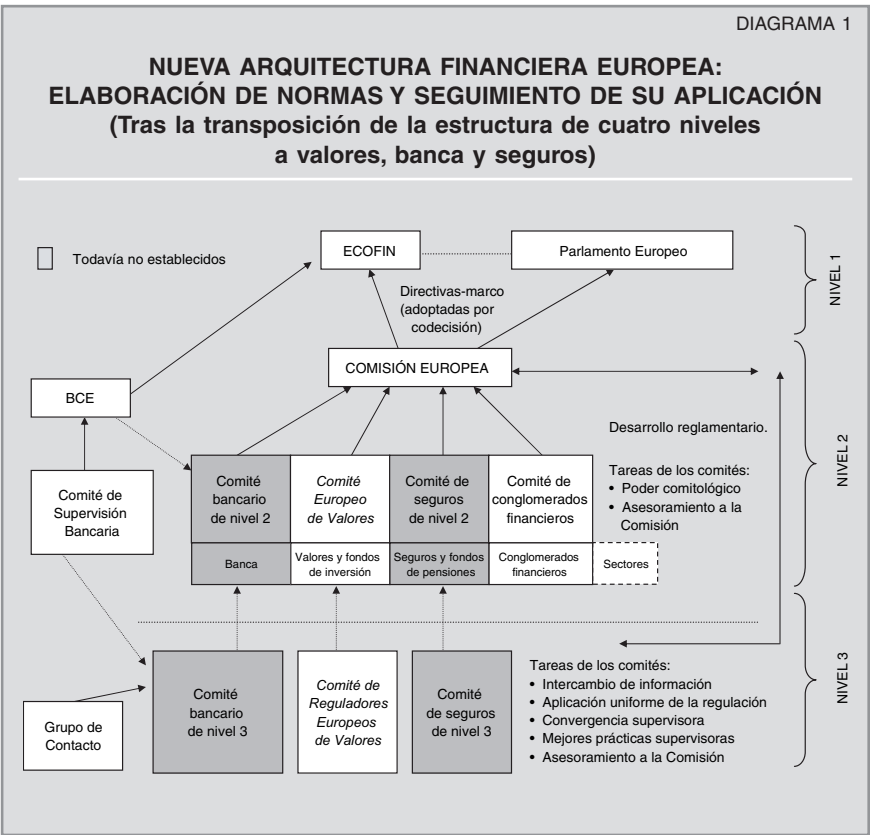 DIAGRAMA 1
NUEVA ARQUITECTURA FINANCIERA EUROPEA:
ELABORACIÓN DE NORMAS Y SEGUIMIENTO DE SU APLICACIÓN
(Tras la transposición de la estructura de cuatro niveles
a valores, banca y seguros)
Todavía no establecidos
ECOFIN
Parlamento Europeo
NIVEL 1
Directivas-marco
(adoptadas por
codecisión)
COMISIÓN EUROPEA
BCE
Comité de
Supervisión
Bancaria
Desarrollo reglamentario.
Tareas de los comités:
• Poder comitológico
• Asesoramiento a la
Comisión
NIVEL 2
Comité
bancario
de nivel 2
Comité
Europeo
de Valores
Comité de
seguros
de nivel 2
Comité de
conglomerados
financieros
Banca
Valores y fondos
de inversión
Seguros y fondos
de pensiones
Conglomerados
financieros
Sectores
Grupo de
Contacto
Comité
bancario
de nivel 3
Comité de
Reguladores
Europeos
de Valores
Comité
de seguros
de nivel 3
Tareas de los comités:
• Intercambio de información
• Aplicación uniforme de la regulación
• Convergencia supervisora
• Mejores prácticas supervisoras
• Asesoramiento a la Comisión
NIVEL 3